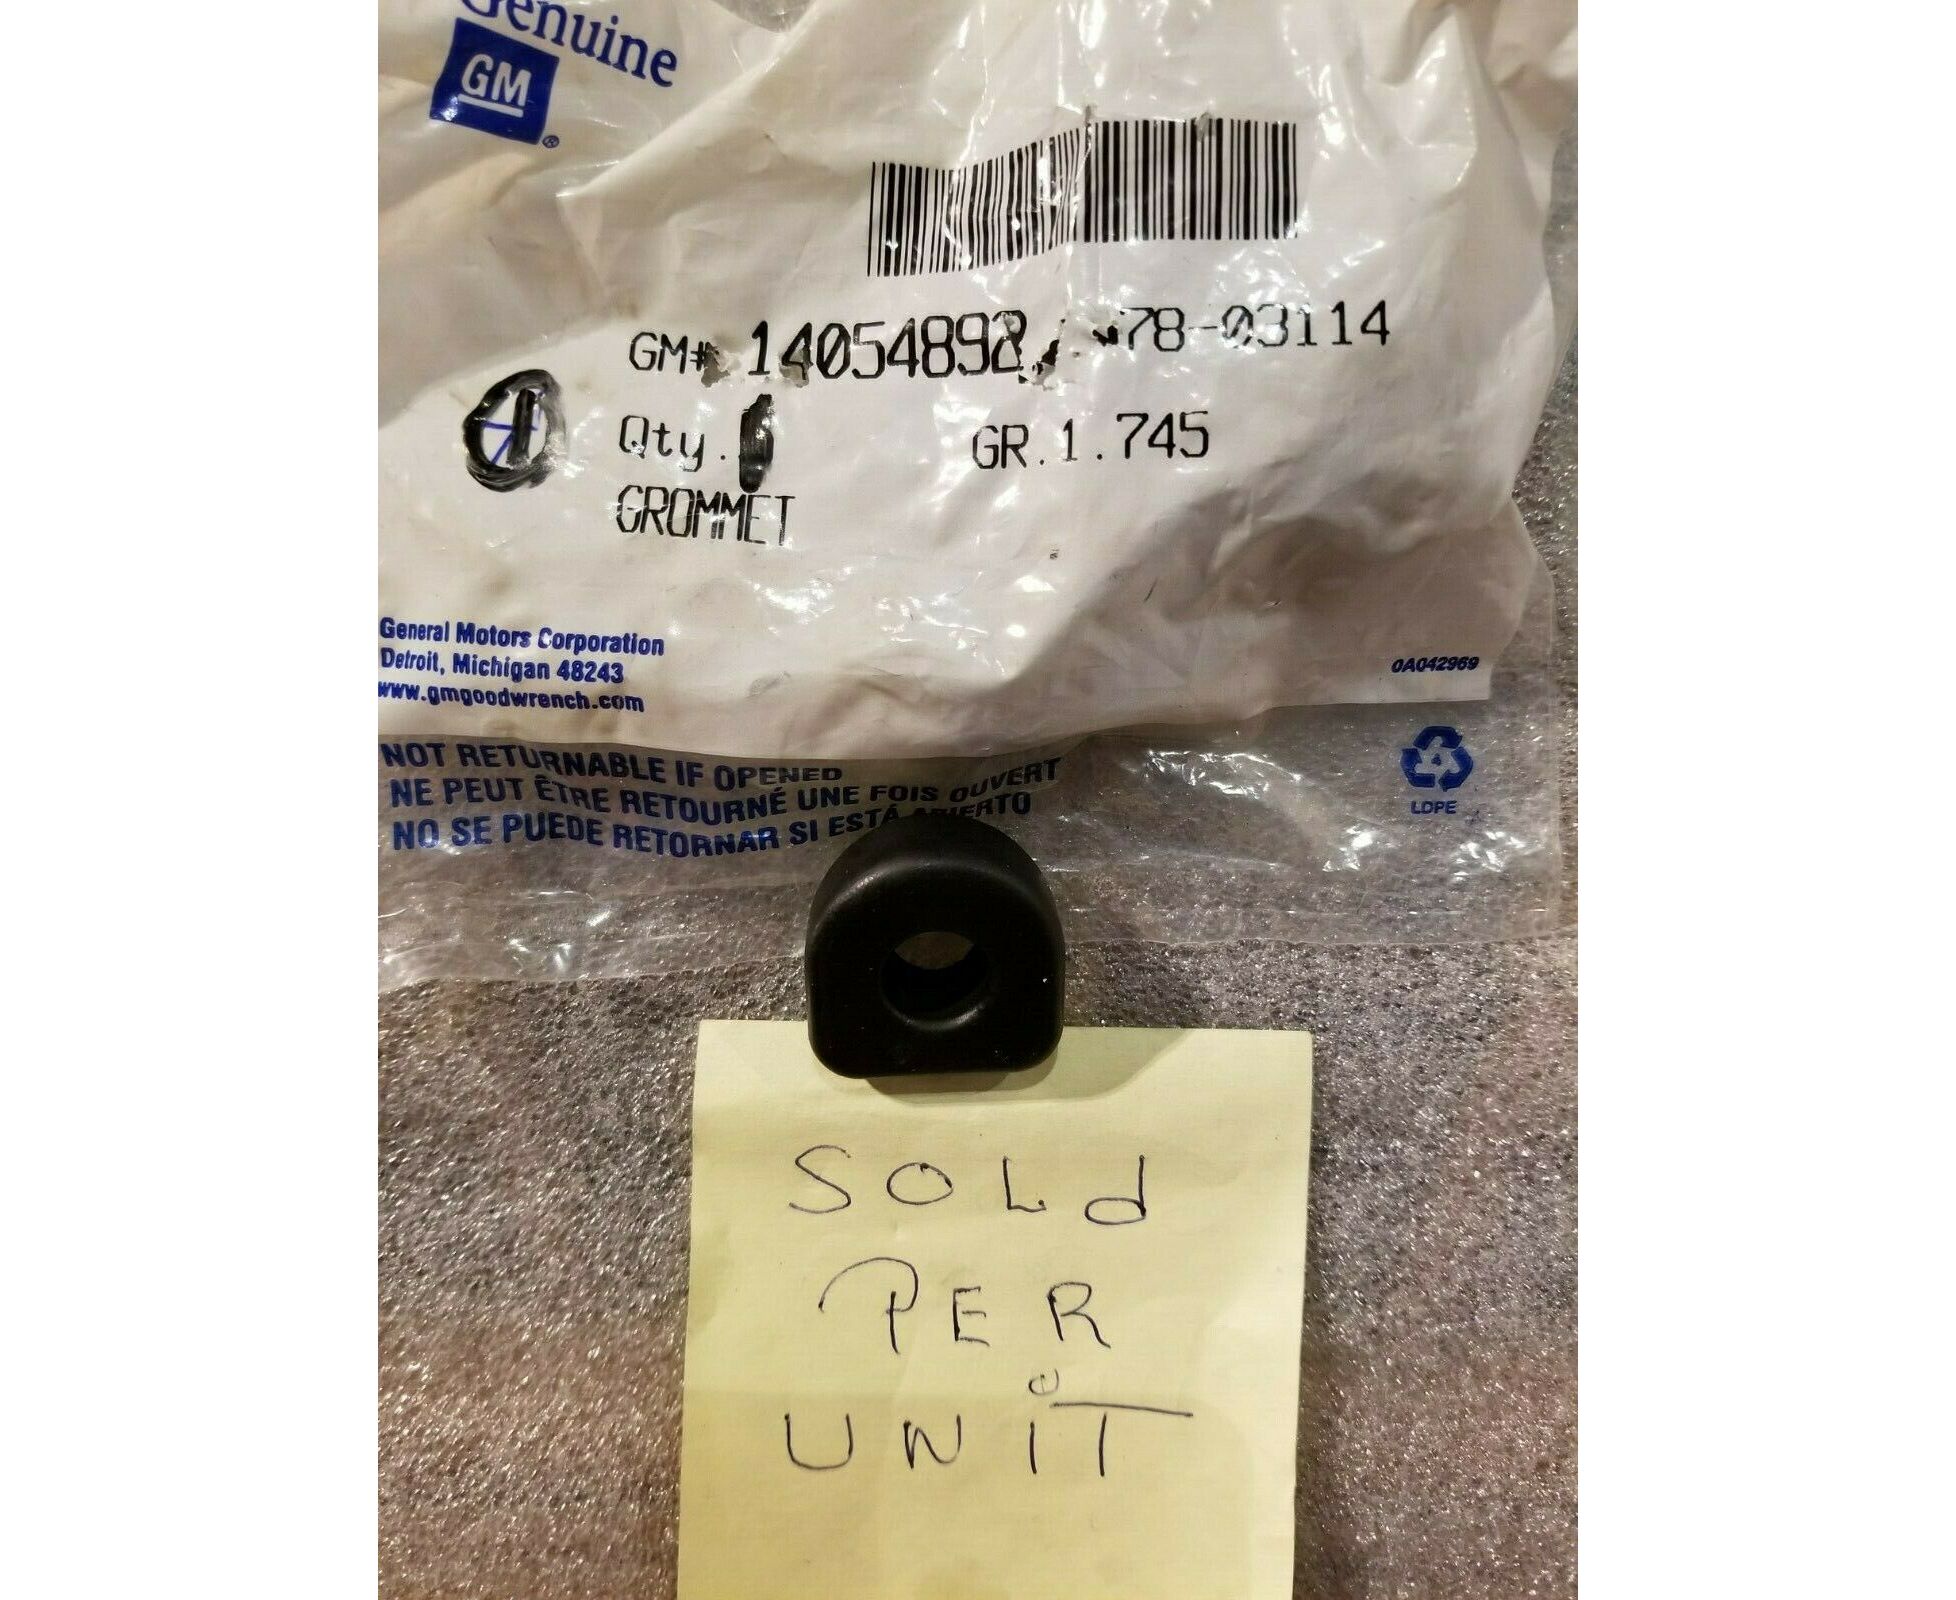 Genuine
GM®
GM# 14054892 78-03114
1
Qty. GR.1.745
GROMMET
General Motors Corporation
Detroit, Michigan 48243
www.gmgoodwrench.com
0A042969
NOT RETURNABLE IF OPENED
NE PEUT ÊTRE RETOURNÉ UNE FOIS OUVERT
NO SE PUEDE RETORNAR SI ESTÁ ABIERTO
4
LDPE
SOLd
PER
UNiT